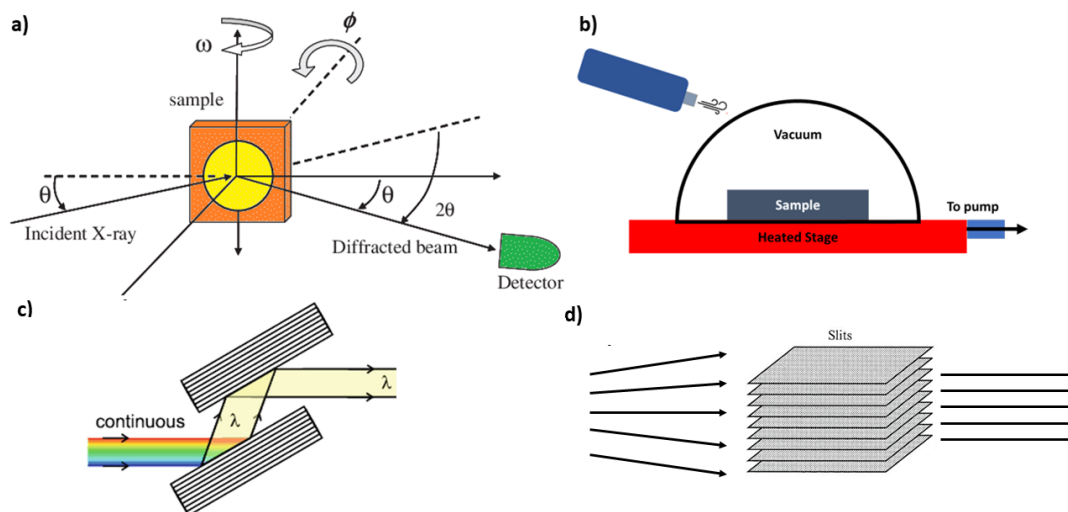 a)
ω
ϕ
sample
θ
θ
2θ
Incident X-ray
Diffracted beam
Detector
b)
Vacuum
Sample
To pump
Heated Stage
c)
continuous
λ
λ
d)
Slits